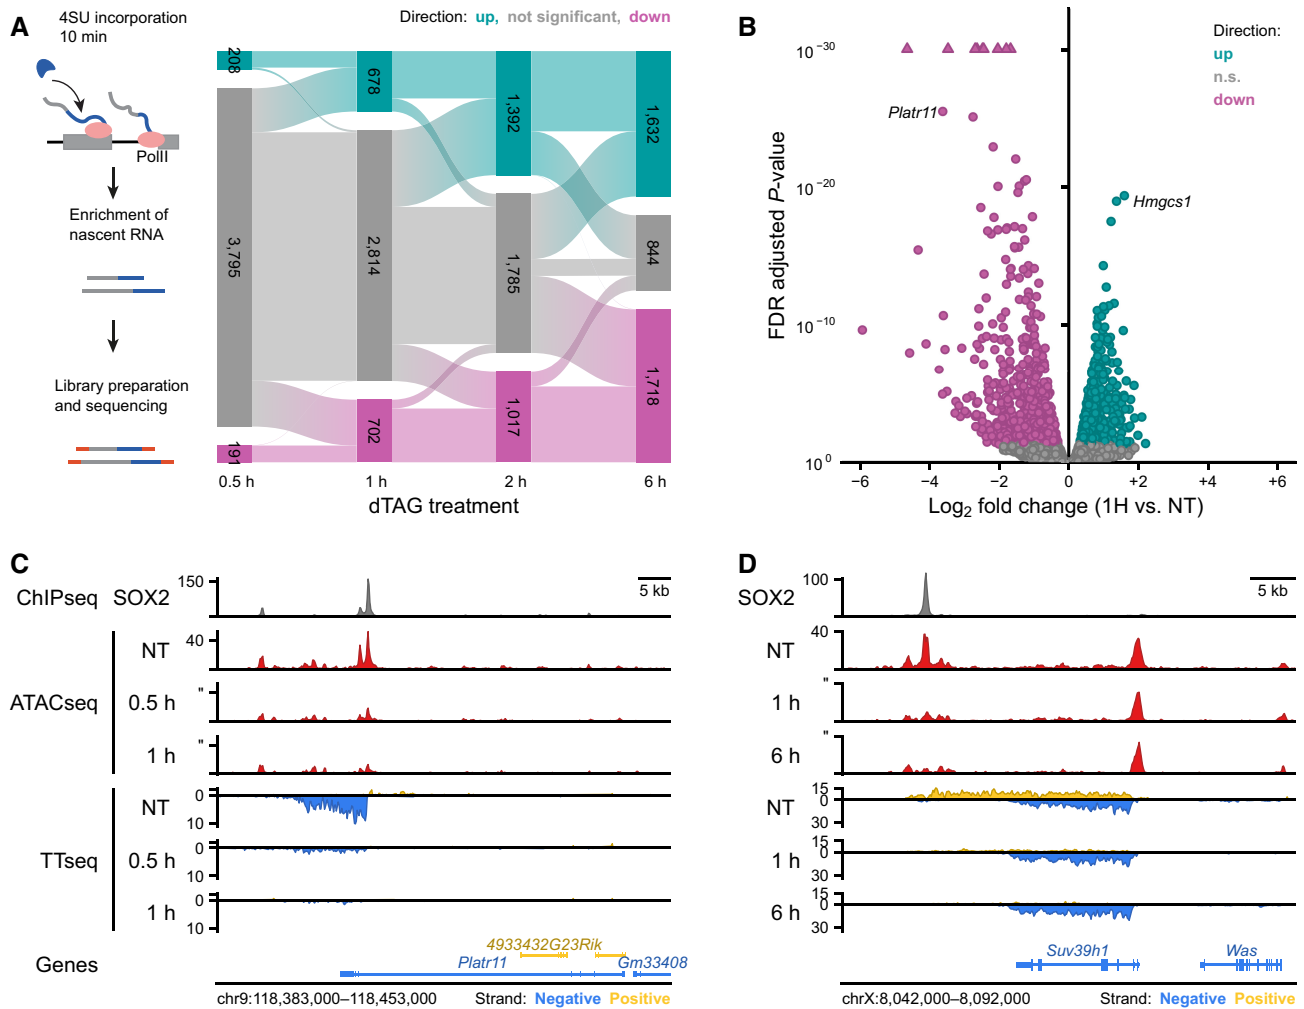 A
4SU incorporation
10 min
PolII
Enrichment of
nascent RNA
Library preparation
and sequencing
Direction: up, not significant, down
208
3,795
191
678
2,814
702
1,392
1,785
1,017
1,632
844
1,718
0.5 h 1 h 2 h 6 h
dTAG treatment
B
Direction:
up
n.s.
down
10⁻³⁰
10⁻²⁰
10⁻¹⁰
10⁰
FDR adjusted P-value
Platr11
Hmgcs1
−6 −4 −2 0 +2 +4 +6
Log₂ fold change (1H vs. NT)
C
ChIPseq SOX2 150
5 kb
ATACseq
NT 40
0.5 h "
1 h "
TTseq
NT 0 10
0.5 h 0 10
1 h 0 10
Genes
4933432G23Rik
Platr11
Gm33408
chr9:118,383,000–118,453,000 Strand: Negative Positive
D
SOX2 100
5 kb
NT 40
1 h "
6 h "
NT 15 0 30
1 h 15 0 30
6 h 15 0 30
Suv39h1
Was
chrX:8,042,000–8,092,000 Strand: Negative Positive